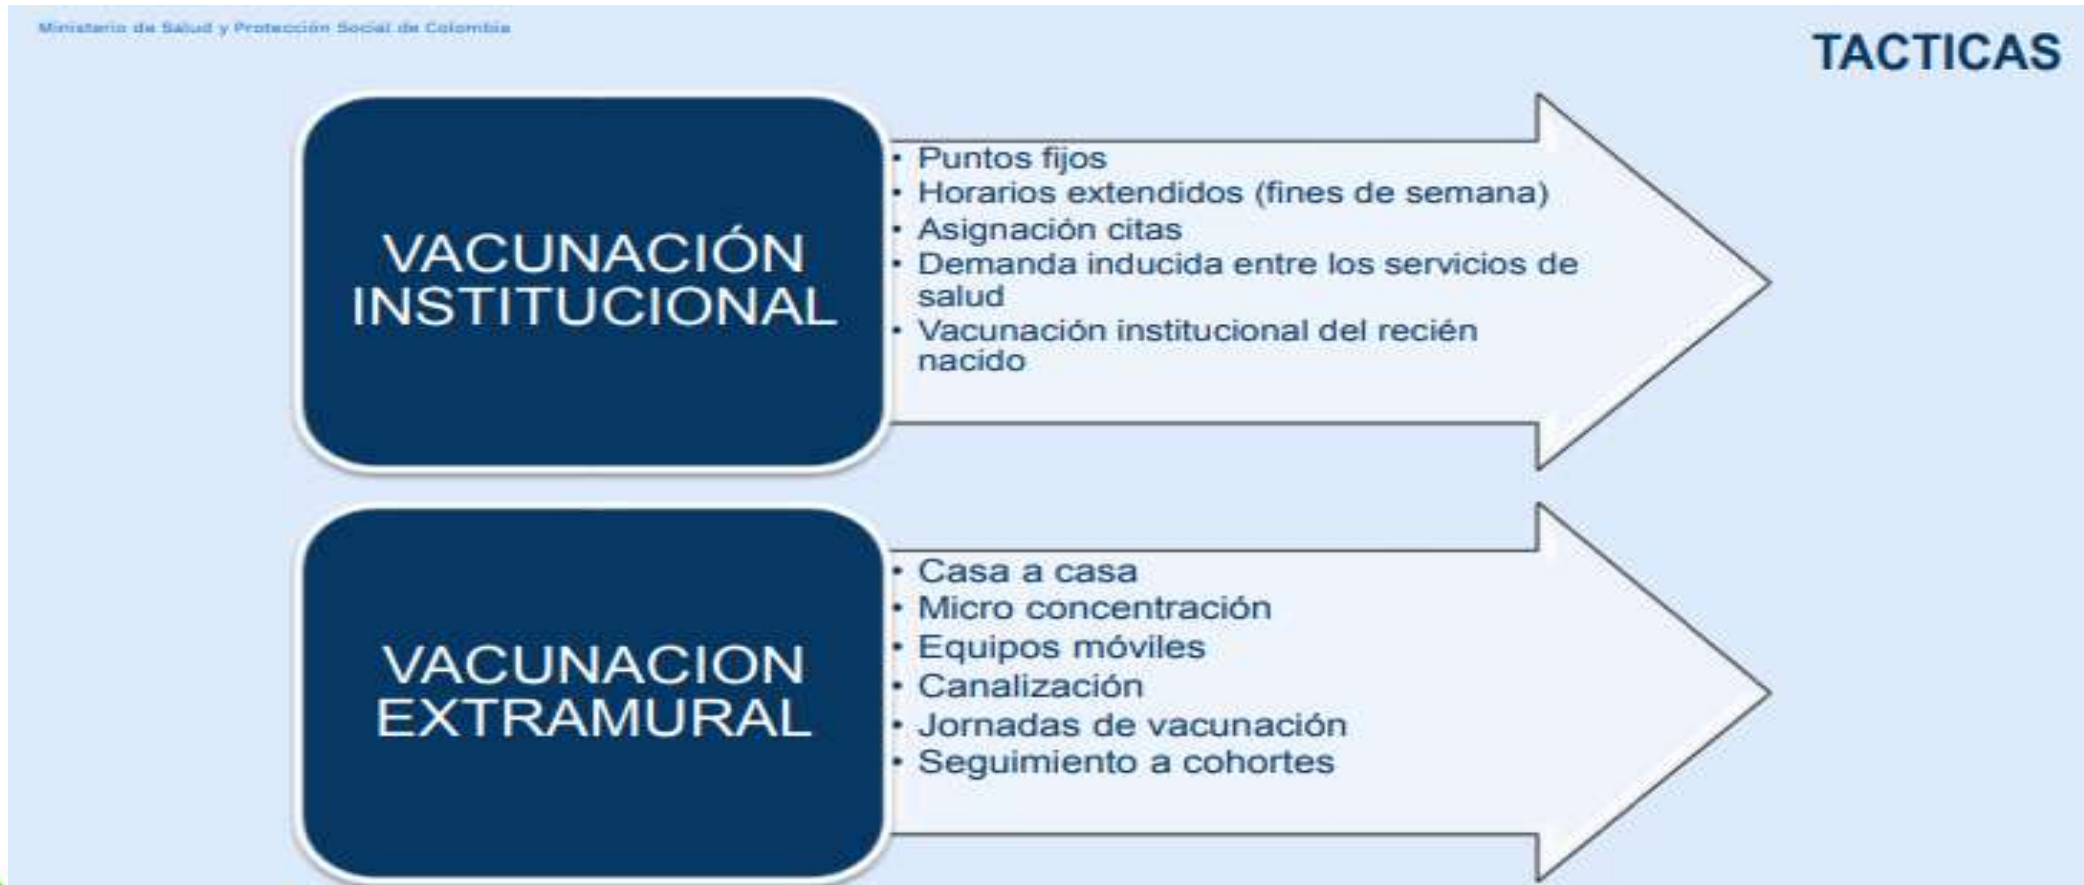 Ministerio de Salud y Protección Social de Colombia
TACTICAS
VACUNACIÓN
INSTITUCIONAL
• Puntos fijos
• Horarios extendidos (fines de semana)
• Asignación citas
• Demanda inducida entre los servicios de
salud
• Vacunación institucional del recién
nacido
VACUNACION
EXTRAMURAL
• Casa a casa
• Micro concentración
• Equipos móviles
• Canalización
• Jornadas de vacunación
• Seguimiento a cohortes